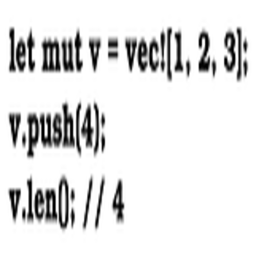 let mut v = vec![1, 2, 3];
v.push(4);
v.len(); // 4